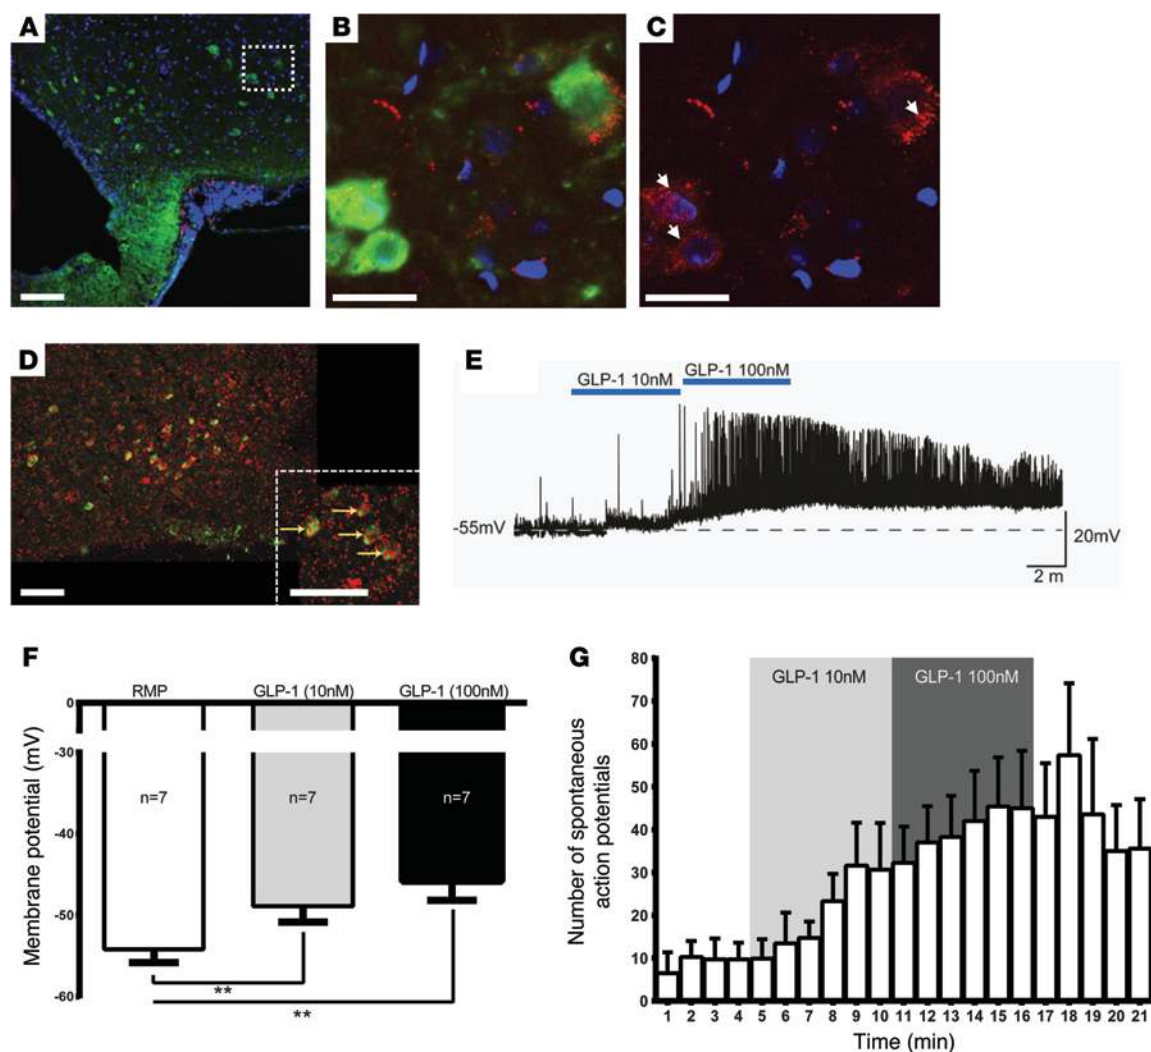 A
B
C
D
E
GLP-1 10nM
GLP-1 100nM
-55mV
20mV
2 m
F
RMP
GLP-1 (10nM)
GLP-1 (100nM)
0
-30
-40
-50
-60
Membrane potential (mV)
n=7
n=7
n=7
**
**
G
80
70
60
50
40
30
20
10
0
Number of spontaneous
action potentials
GLP-1 10nM
GLP-1 100nM
1 2 3 4 5 6 7 8 9 10 11 12 13 14 15 16 17 18 19 20 21
Time (min)